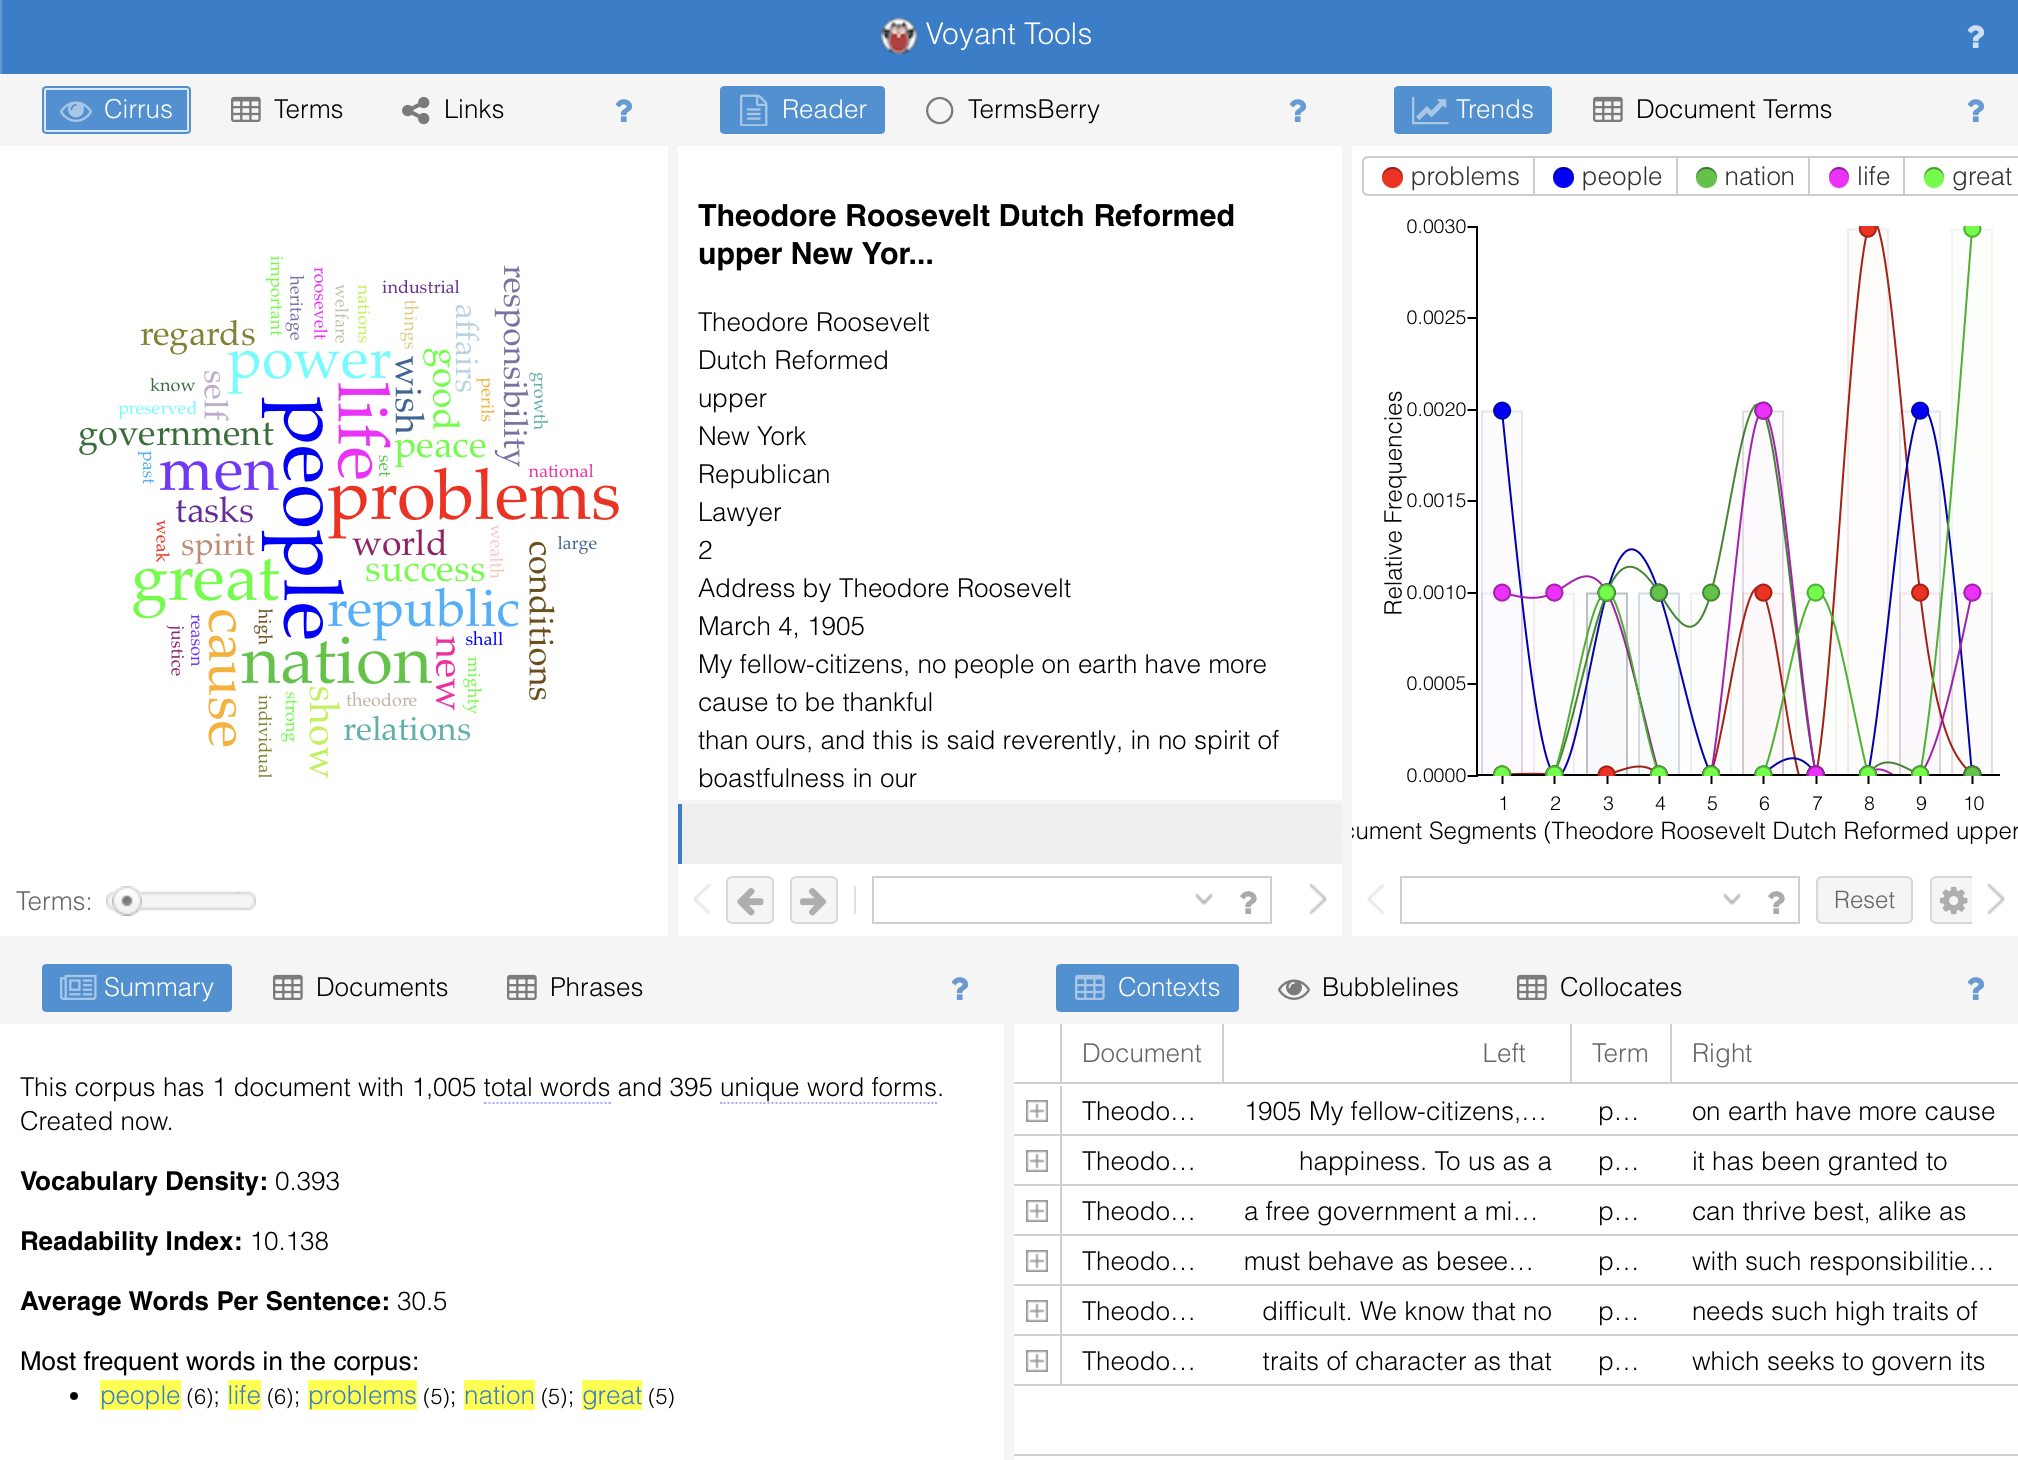 Voyant Tools
?
Cirrus Terms Links ?
Reader TermsBerry ?
Trends Document Terms ?
important
heritage
roosevelt
welfare
nations
industrial
things
affairs
responsibility
regards
power
wish
good
perils
growth
know
self
preserved
life
government
people
peace
set
past
men
national
problems
tasks
weak
spirit
world
wealth
large
conditions
success
great
republic
reason
justice
high
cause
nation
new
shall
mighty
individual
strong
show
theodore
relations
Terms:
Theodore Roosevelt Dutch Reformed
upper New Yor...
Theodore Roosevelt
Dutch Reformed
upper
New York
Republican
Lawyer
2
Address by Theodore Roosevelt
March 4, 1905
My fellow-citizens, no people on earth have more
cause to be thankful
than ours, and this is said reverently, in no spirit of
boastfulness in our
?
problems people nation life great
Relative Frequencies
0.0030
0.0025
0.0020
0.0015
0.0010
0.0005
0.0000
1 2 3 4 5 6 7 8 9 10
cument Segments (Theodore Roosevelt Dutch Reformed upper
? Reset
Summary Documents Phrases ?
This corpus has 1 document with 1,005 total words and 395 unique word forms.
Created now.
Vocabulary Density: 0.393
Readability Index: 10.138
Average Words Per Sentence: 30.5
Most frequent words in the corpus:
• people (6); life (6); problems (5); nation (5); great (5)
Contexts Bubblelines Collocates ?
Document Left Term Right
Theodo... 1905 My fellow-citizens,... p... on earth have more cause
Theodo... happiness. To us as a p... it has been granted to
Theodo... a free government a mi... p... can thrive best, alike as
Theodo... must behave as besee... p... with such responsibilitie...
Theodo... difficult. We know that no p... needs such high traits of
Theodo... traits of character as that p... which seeks to govern its